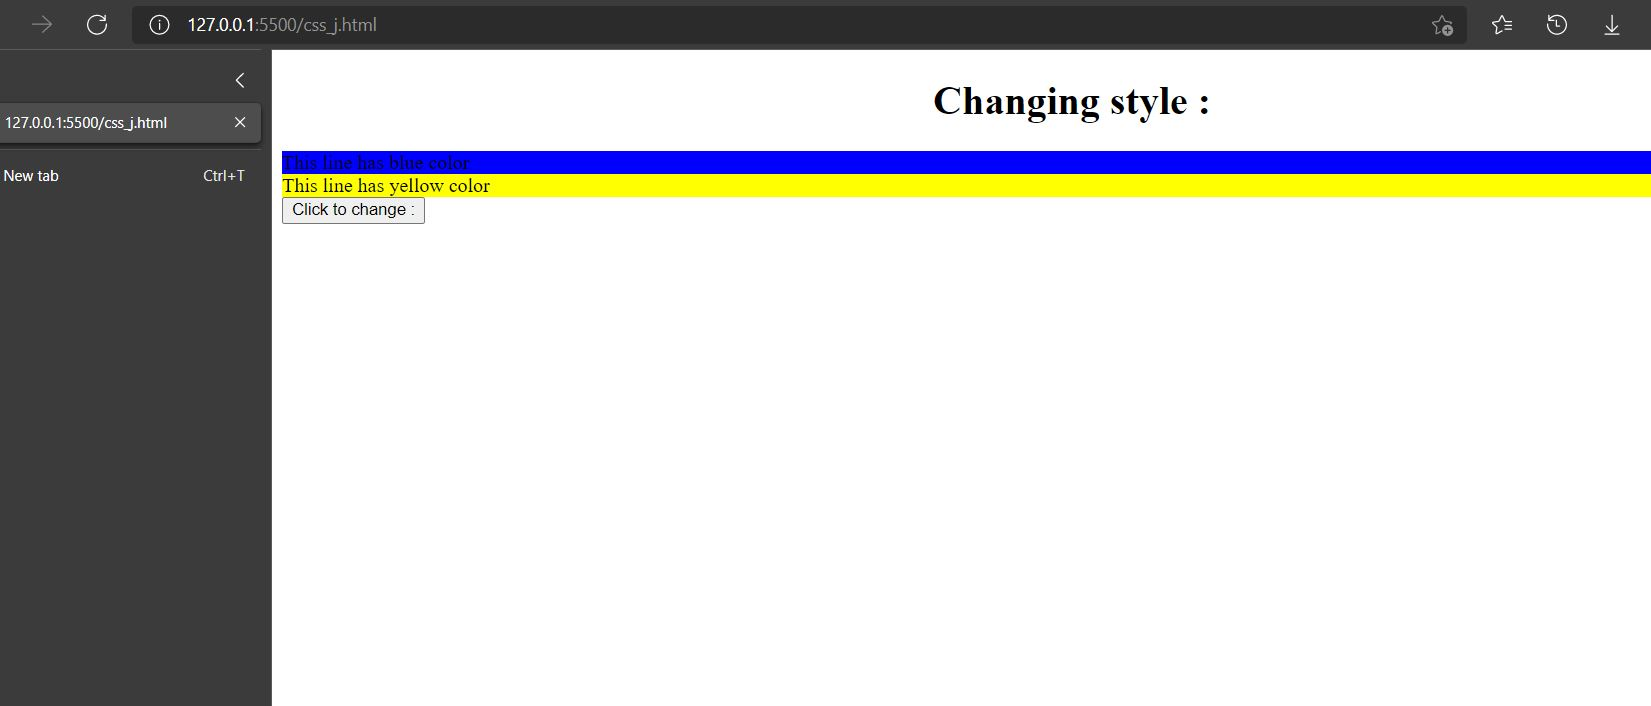 127.0.0.1:5500/css_j.html
127.0.0.1:5500/css_j.html
New tab Ctrl+T
Changing style :
This line has blue color
This line has yellow color
Click to change :